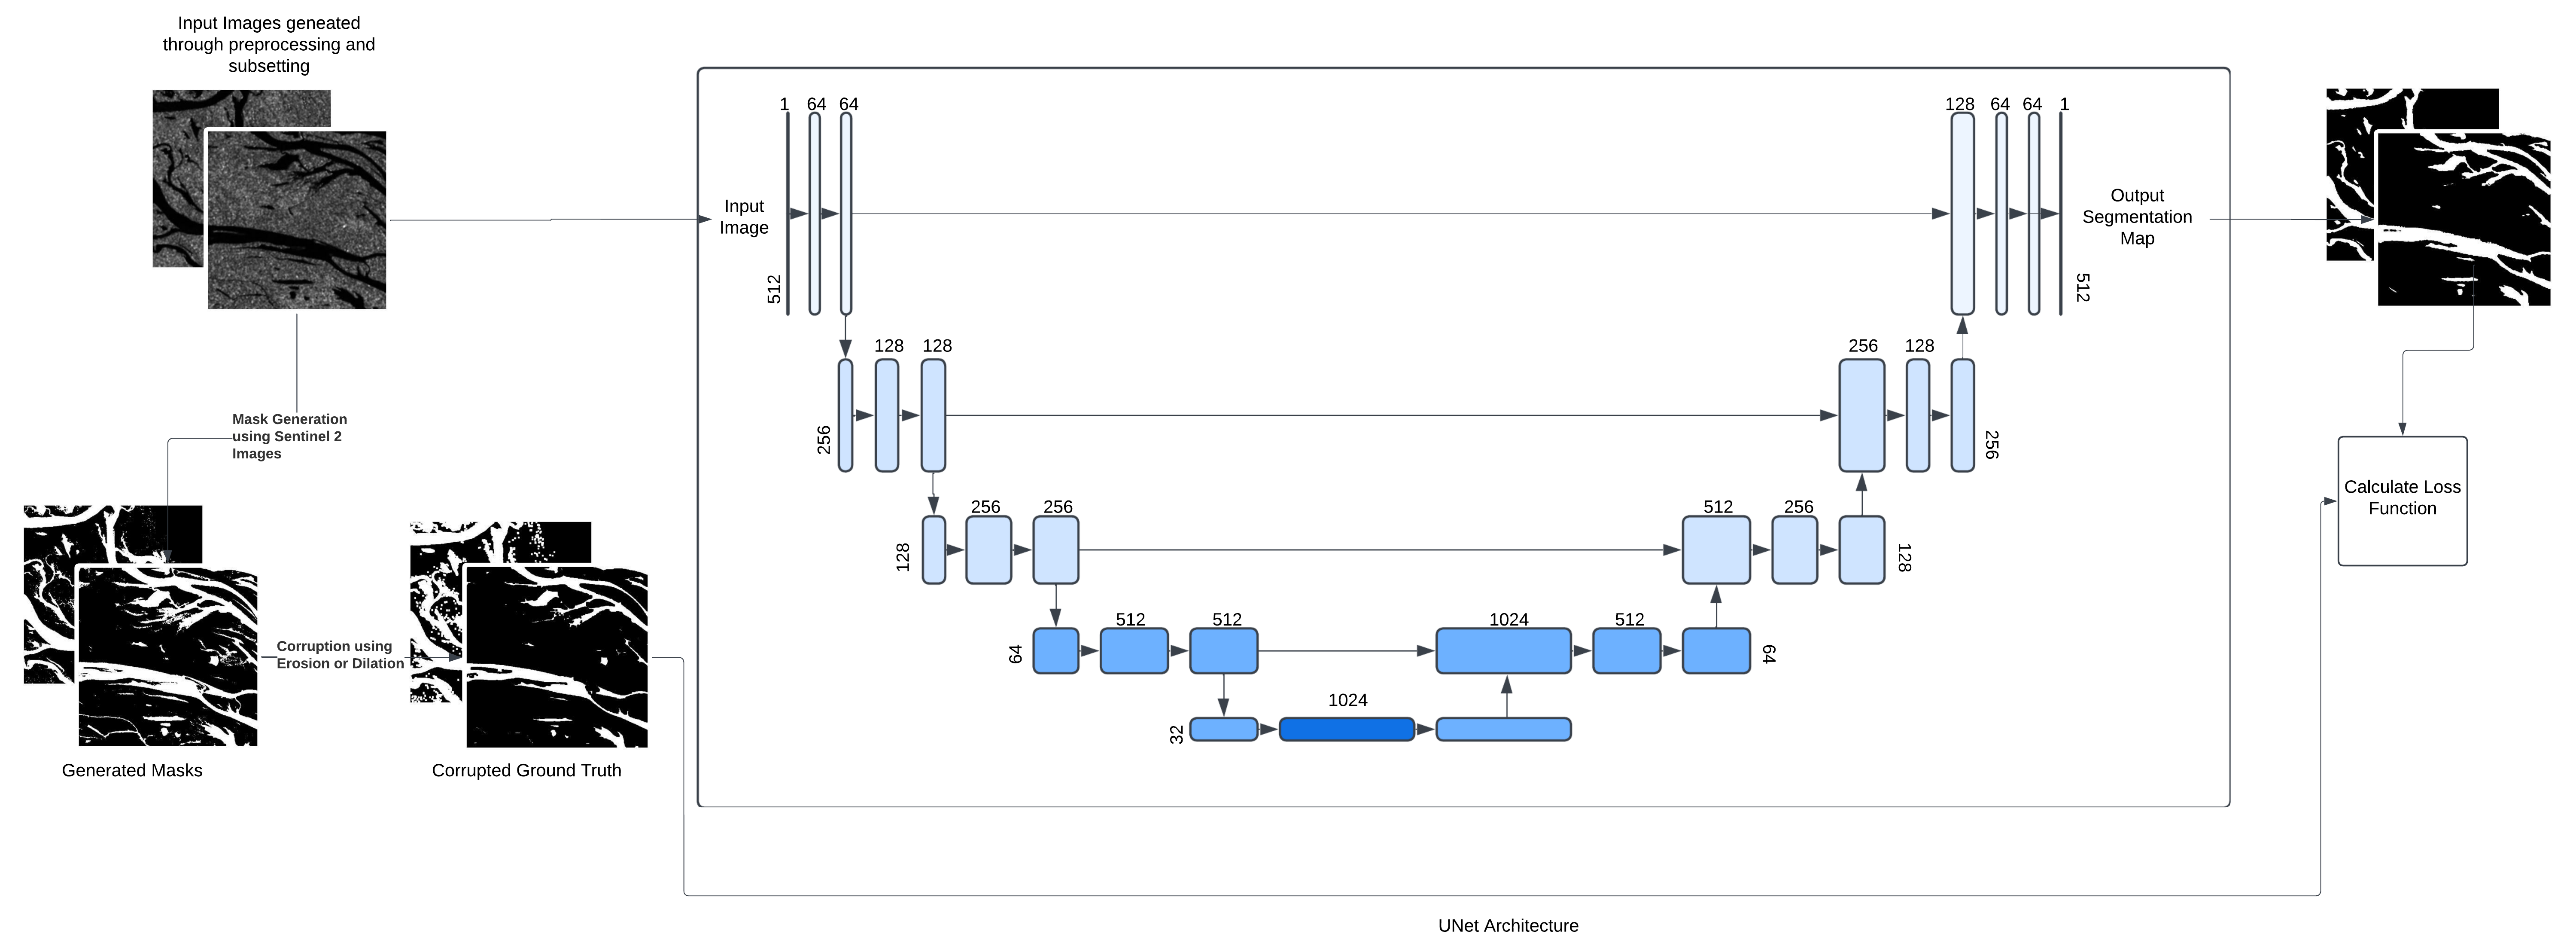 Input Images geneated
through preprocessing and
subsetting
1 64 64
128 64 64 1
Input
Image
512
Output
Segmentation
Map
512
128 128
256
256 128
256
Mask Generation
using Sentinel 2
Images
256 256
128
512 256
128
Calculate Loss
Function
Corruption using
Erosion or Dilation
512 512
64
1024 512
64
1024
32
Generated Masks
Corrupted Ground Truth
UNet Architecture